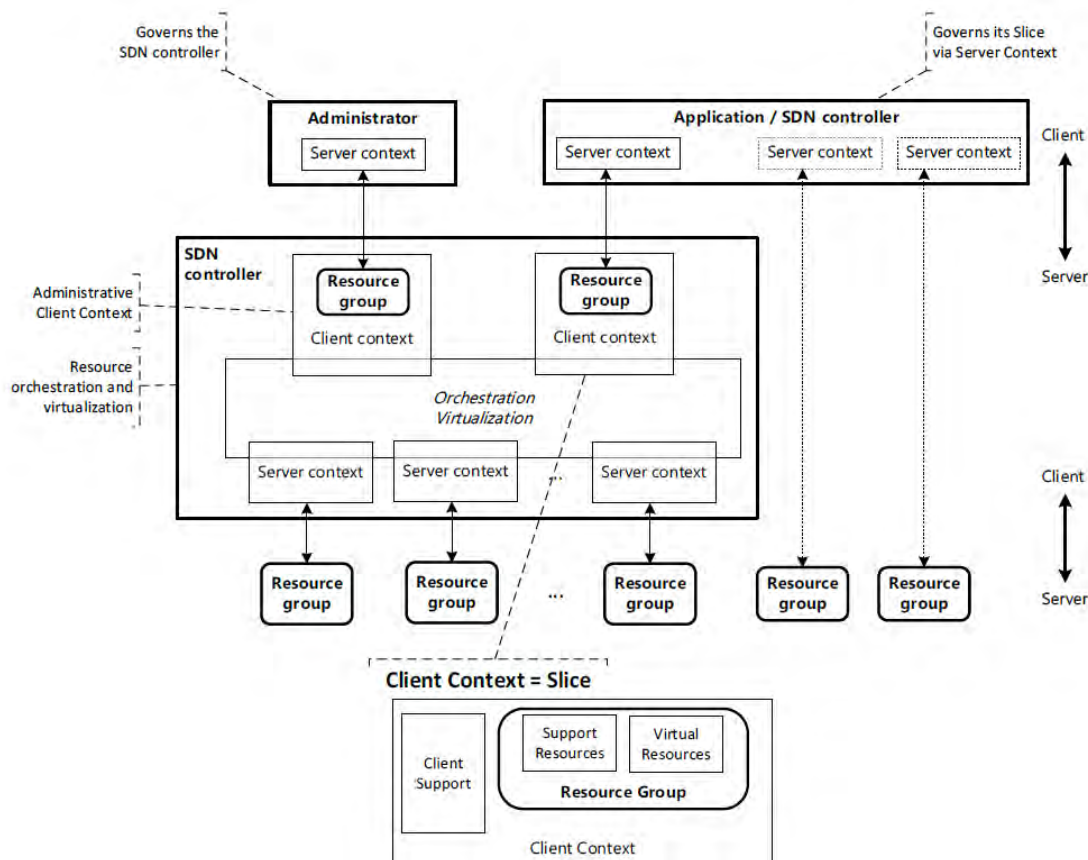 Governs the
SDN controller
Governs its Slice
via Server Context
Administrator
Server context
Application / SDN controller
Server context
Server context
Server context
Client
Server
SDN
controller
Resource
group
Client context
Resource
group
Client context
Administrative
Client Context
Resource
orchestration and
virtualization
Orchestration
Virtualization
Server context
Server context
...
Server context
Client
Server
Resource
group
Resource
group
...
Resource
group
Resource
group
Resource
group
Client Context = Slice
Client
Support
Support
Resources
Virtual
Resources
Resource Group
Client Context